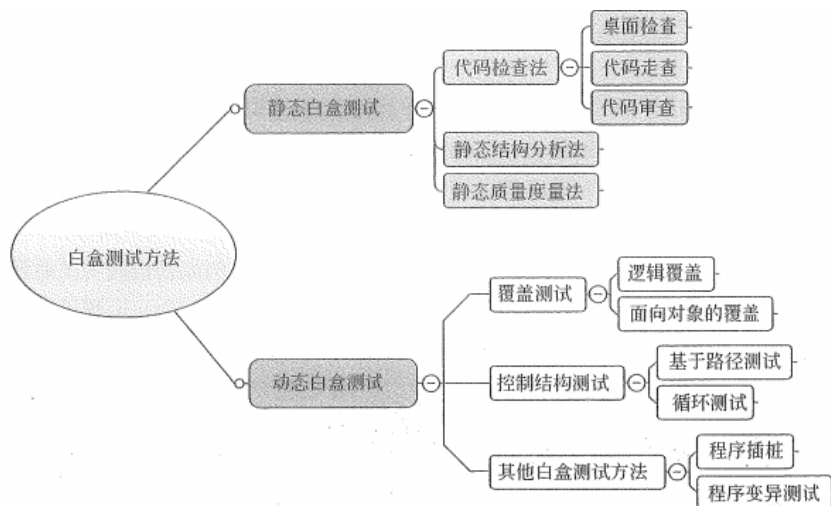 白盒测试方法
静态白盒测试
代码检查法
桌面检查
代码走查
代码审查
静态结构分析法
静态质量度量法
动态白盒测试
覆盖测试
逻辑覆盖
面向对象的覆盖
控制结构测试
基于路径测试
循环测试
其他白盒测试方法
程序插桩
程序变异测试